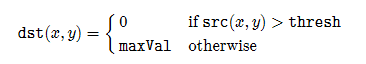 dst(x, y) = { 0 if src(x, y) > thresh
maxVal otherwise